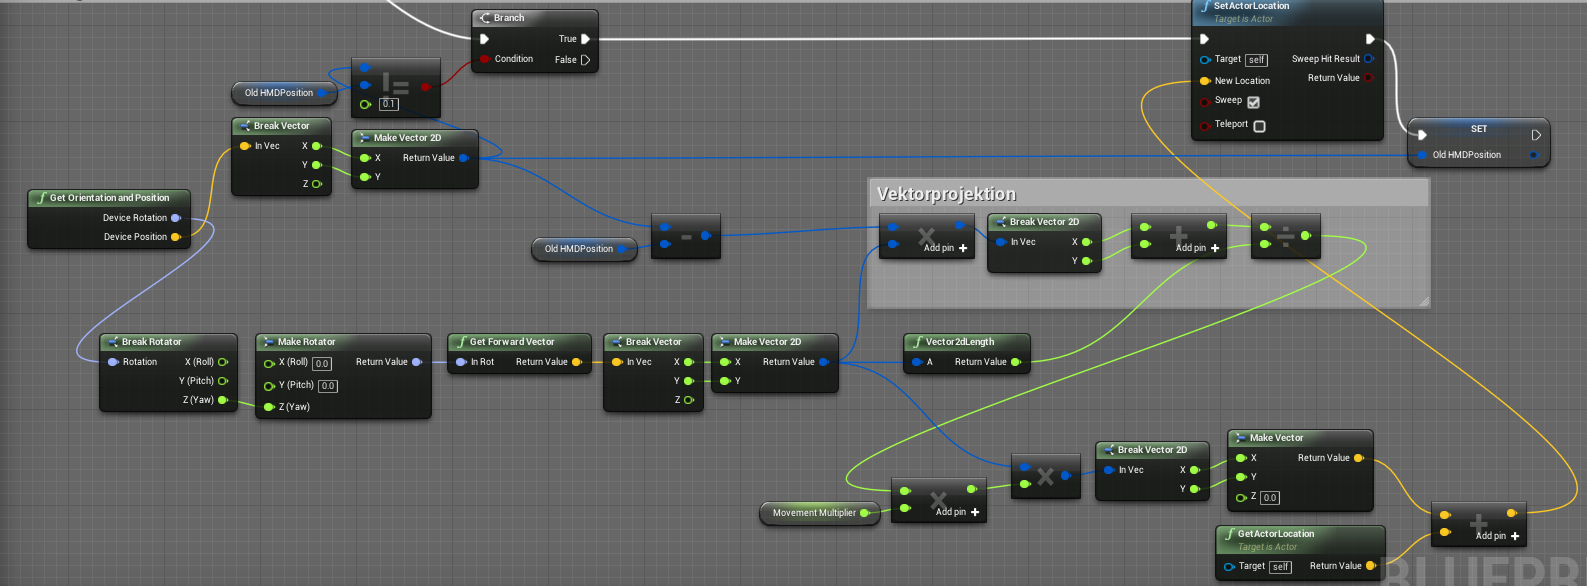 Branch
True
Condition
False
Old HMDPosition
!=
0.1
Break Vector
In Vec
X
Y
Z
Make Vector 2D
X
Return Value
Y
SetActorLocation
Target is Actor
Target self
Sweep Hit Result
New Location
Return Value
Sweep
Teleport
SET
Old HMDPosition
Get Orientation and Position
Device Rotation
Device Position
Old HMDPosition
-
Vektorprojektion
×
Add pin +
Break Vector 2D
In Vec
X
Y
+
Add pin +
÷
Break Rotator
Rotation
X (Roll)
Y (Pitch)
Z (Yaw)
Make Rotator
X (Roll) 0.0
Return Value
Y (Pitch) 0.0
Z (Yaw)
Get Forward Vector
In Rot
Return Value
Break Vector
In Vec
X
Y
Z
Make Vector 2D
X
Return Value
Y
Vector2dLength
A
Return Value
Movement Multiplier
×
Add pin +
×
Break Vector 2D
In Vec
X
Y
Make Vector
X
Return Value
Y
Z 0.0
GetActorLocation
Target is Actor
Target self
Return Value
+
Add pin +
BLUEPR